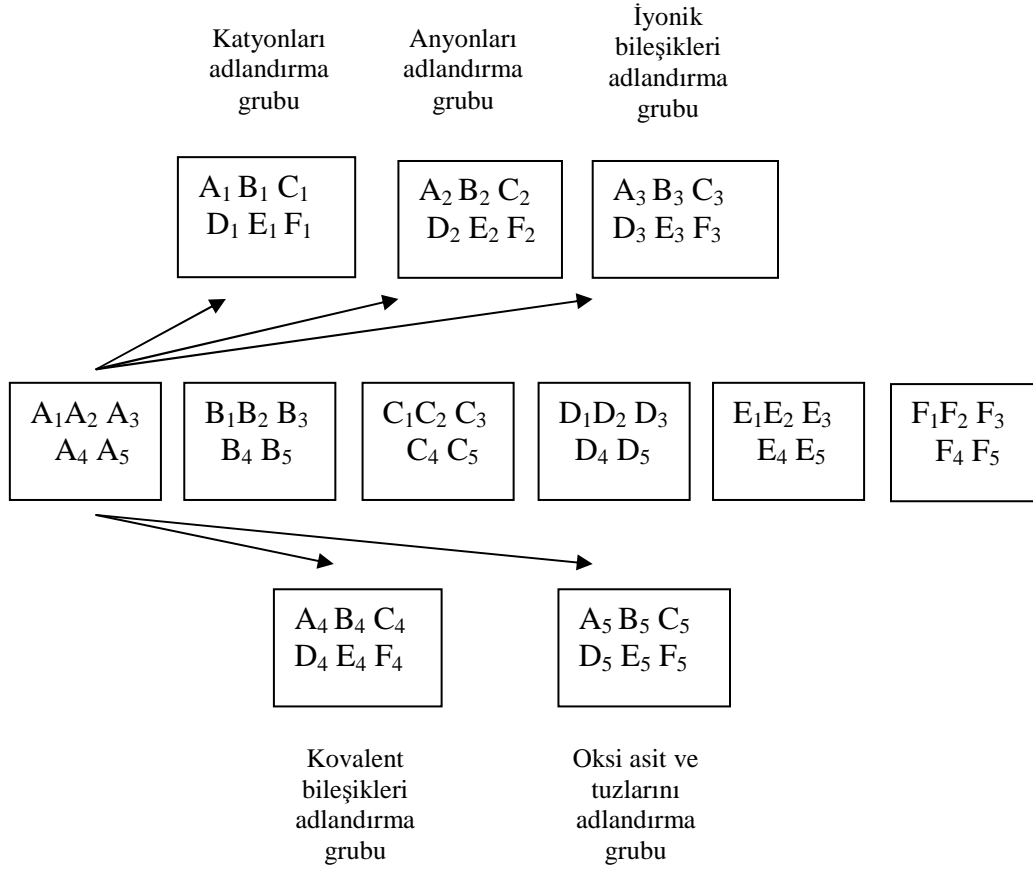 Katyonları
adlandırma
grubu
Anyonları
adlandırma
grubu
İyonik
bileşikleri
adlandırma
grubu
A₁ B₁ C₁
D₁ E₁ F₁
A₂ B₂ C₂
D₂ E₂ F₂
A₃ B₃ C₃
D₃ E₃ F₃
A₁A₂ A₃
A₄ A₅
B₁B₂ B₃
B₄ B₅
C₁C₂ C₃
C₄ C₅
D₁D₂ D₃
D₄ D₅
E₁E₂ E₃
E₄ E₅
F₁F₂ F₃
F₄ F₅
A₄ B₄ C₄
D₄ E₄ F₄
A₅ B₅ C₅
D₅ E₅ F₅
Kovalent
bileşikleri
adlandırma
grubu
Oksi asit ve
tuzlarını
adlandırma
grubu